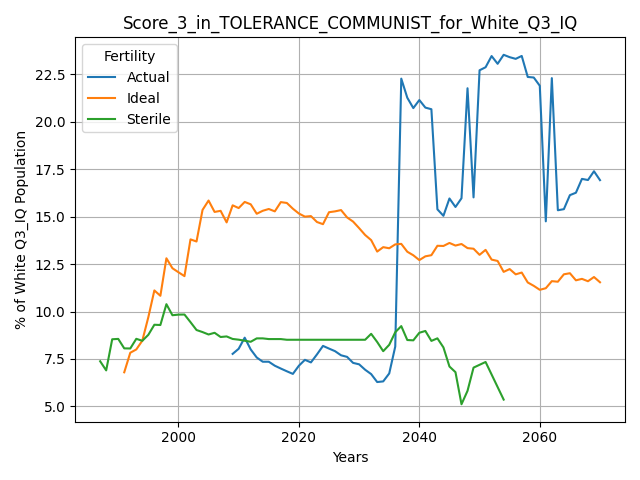 Score_3_in_TOLERANCE_COMMUNIST_for_White_Q3_IQ
Fertility
Actual
Ideal
Sterile
% of White Q3_IQ Population
22.5
20.0
17.5
15.0
12.5
10.0
7.5
5.0
2000 2020 2040 2060
Years